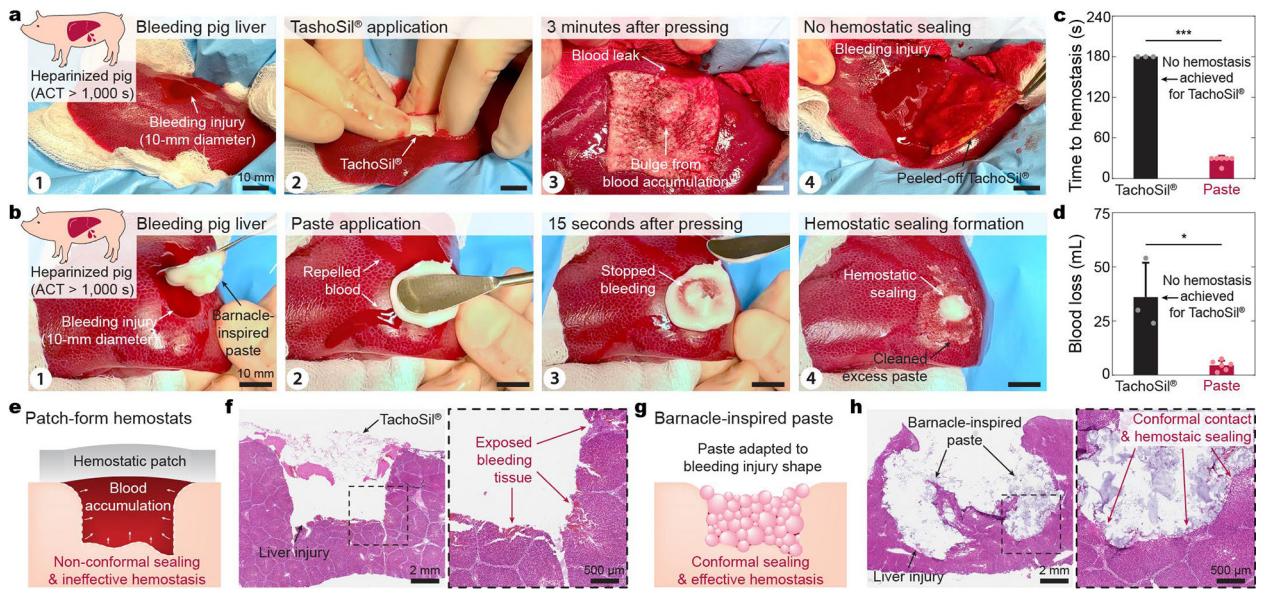 a
Bleeding pig liver
Heparinized pig
(ACT > 1,000 s)
Bleeding injury
(10-mm diameter)
1
10 mm
TashoSil® application
TachoSil®
2
3 minutes after pressing
Blood leak
Bulge from
blood accumulation
3
No hemostatic sealing
Bleeding injury
Peeled-off TachoSil®
4
c
Time to hemostasis (s)
240
180
120
60
0
***
No hemostasis
achieved
for TachoSil®
TachoSil®
Paste
b
Bleeding pig liver
Heparinized pig
(ACT > 1,000 s)
Bleeding injury
(10-mm diameter)
Barnacle-
inspired
paste
1
10 mm
Paste application
Repelled
blood
2
15 seconds after pressing
Stopped
bleeding
3
Hemostatic sealing formation
Hemostatic
sealing
Cleaned
excess paste
4
d
Blood loss (mL)
75
50
25
0
*
No hemostasis
achieved
for TachoSil®
TachoSil®
Paste
e
Patch-form hemostats
Hemostatic patch
Blood
accumulation
Non-conformal sealing
& ineffective hemostasis
f
TachoSil®
Liver injury
2 mm
Exposed
bleeding
tissue
500 µm
g
Barnacle-inspired paste
Paste adapted to
bleeding injury shape
Conformal sealing
& effective hemostasis
h
Barnacle-inspired
paste
Liver injury
2 mm
Conformal contact
& hemostaic sealing
500 µm